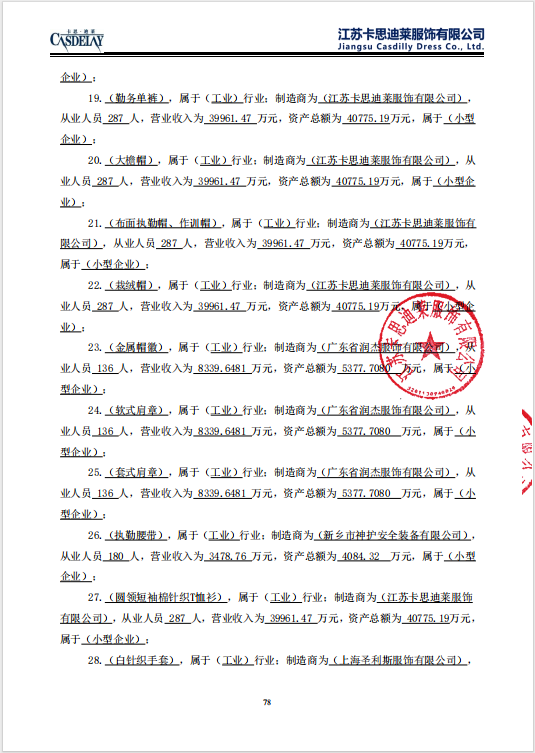 卡思·迪莱
CASDELAY
江苏卡思迪莱服饰有限公司
Jiangsu Casdilly Dress Co., Ltd.
企业）；
19.（勤务单裤），属于（工业）行业；制造商为（江苏卡思迪莱服饰有限公司），
从业人员 287 人，营业收入为 39961.47 万元，资产总额为 40775.19万元，属于（小型
企业）；
20.（大檐帽），属于（工业）行业；制造商为（江苏卡思迪莱服饰有限公司），从
业人员 287 人，营业收入为 39961.47 万元，资产总额为 40775.19万元，属于（小型企
业）；
21.（布面执勤帽、作训帽），属于（工业）行业；制造商为（江苏卡思迪莱服饰有
限公司），从业人员 287 人，营业收入为 39961.47 万元，资产总额为 40775.19万元，
属于（小型企业）；
22.（栽绒帽），属于（工业）行业；制造商为（江苏卡思迪莱服饰有限公司），从
业人员 287 人，营业收入为 39961.47 万元，资产总额为 40775.19万元，属于（小型企
业）；
23.（金属帽徽），属于（工业）行业；制造商为（广东省润杰服饰有限公司），从
业人员 136 人，营业收入为 8339.6481 万元，资产总额为 5377.7080 万元，属于（小
型企业）；
24.（软式肩章），属于（工业）行业；制造商为（广东省润杰服饰有限公司），从
业人员 136 人，营业收入为 8339.6481 万元，资产总额为 5377.7080 万元，属于（小
型企业）；
25.（套式肩章），属于（工业）行业；制造商为（广东省润杰服饰有限公司），从
业人员 136 人，营业收入为 8339.6481 万元，资产总额为 5377.7080 万元，属于（小
型企业）；
26.（执勤腰带），属于（工业）行业；制造商为（新乡市神护安全装备有限公司），
从业人员 180 人，营业收入为 3478.76 万元，资产总额为 4084.32 万元，属于（小型
企业）；
27.（圆领短袖棉针织T恤衫），属于（工业）行业；制造商为（江苏卡思迪莱服饰
有限公司），从业人员 287 人，营业收入为 39961.47 万元，资产总额为 40775.19万元，
属于（小型企业）；
28.（白针织手套），属于（工业）行业；制造商为（上海圣利斯服饰有限公司），
江苏卡思迪莱服饰有限公司
78